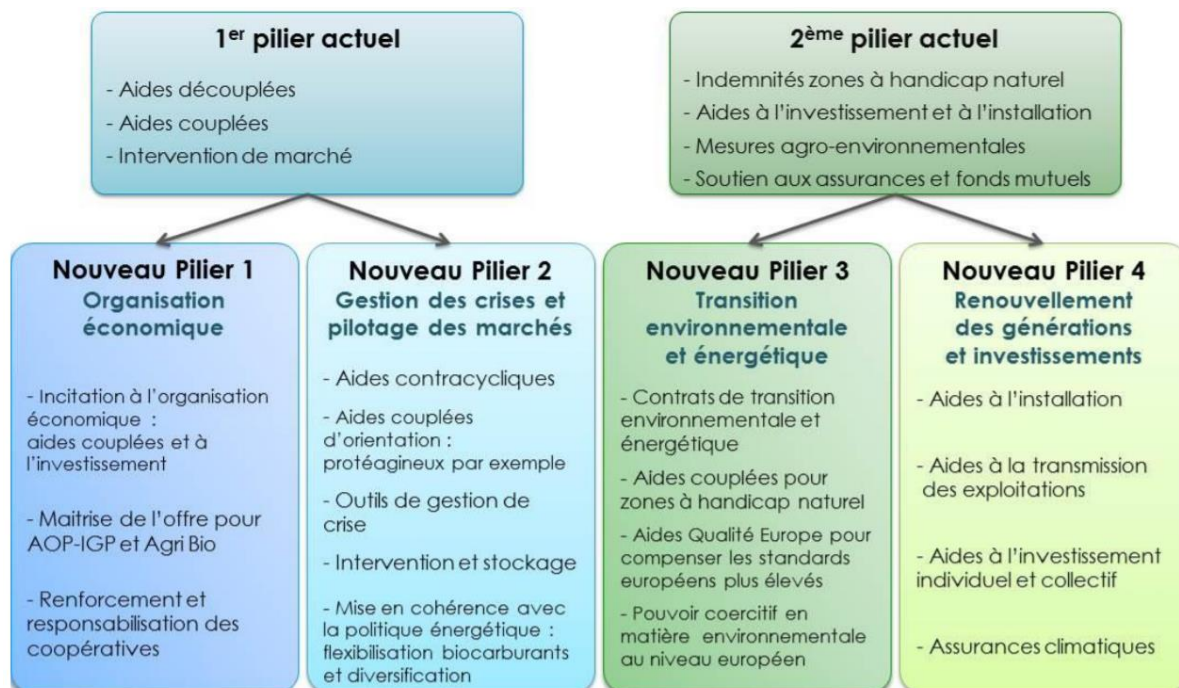 1er pilier actuel
- Aides découplées
- Aides couplées
- Intervention de marché
2ème pilier actuel
- Indemnités zones à handicap naturel
- Aides à l'investissement et à l'installation
- Mesures agro-environnementales
- Soutien aux assurances et fonds mutuels
Nouveau Pilier 1
Organisation
économique
- Incitation à l'organisation
économique :
aides couplées et à
l'investissement
- Maitrise de l'offre pour
AOP-IGP et Agri Bio
- Renforcement et
responsabilisation des
coopératives
Nouveau Pilier 2
Gestion des crises et
pilotage des marchés
- Aides contracycliques
- Aides couplées
d'orientation :
protéagineux par exemple
- Outils de gestion de
crise
- Intervention et stockage
- Mise en cohérence avec
la politique énergétique :
flexibilisation biocarburants
et diversification
Nouveau Pilier 3
Transition
environnementale
et énergétique
- Contrats de transition
environnementale et
énergétique
- Aides couplées pour
zones à handicap naturel
- Aides Qualité Europe pour
compenser les standards
européens plus élevés
- Pouvoir coercitif en
matière environnementale
au niveau européen
Nouveau Pilier 4
Renouvellement
des générations
et investissements
- Aides à l'installation
- Aides à la transmission
des exploitations
- Aides à l'investissement
individuel et collectif
- Assurances climatiques